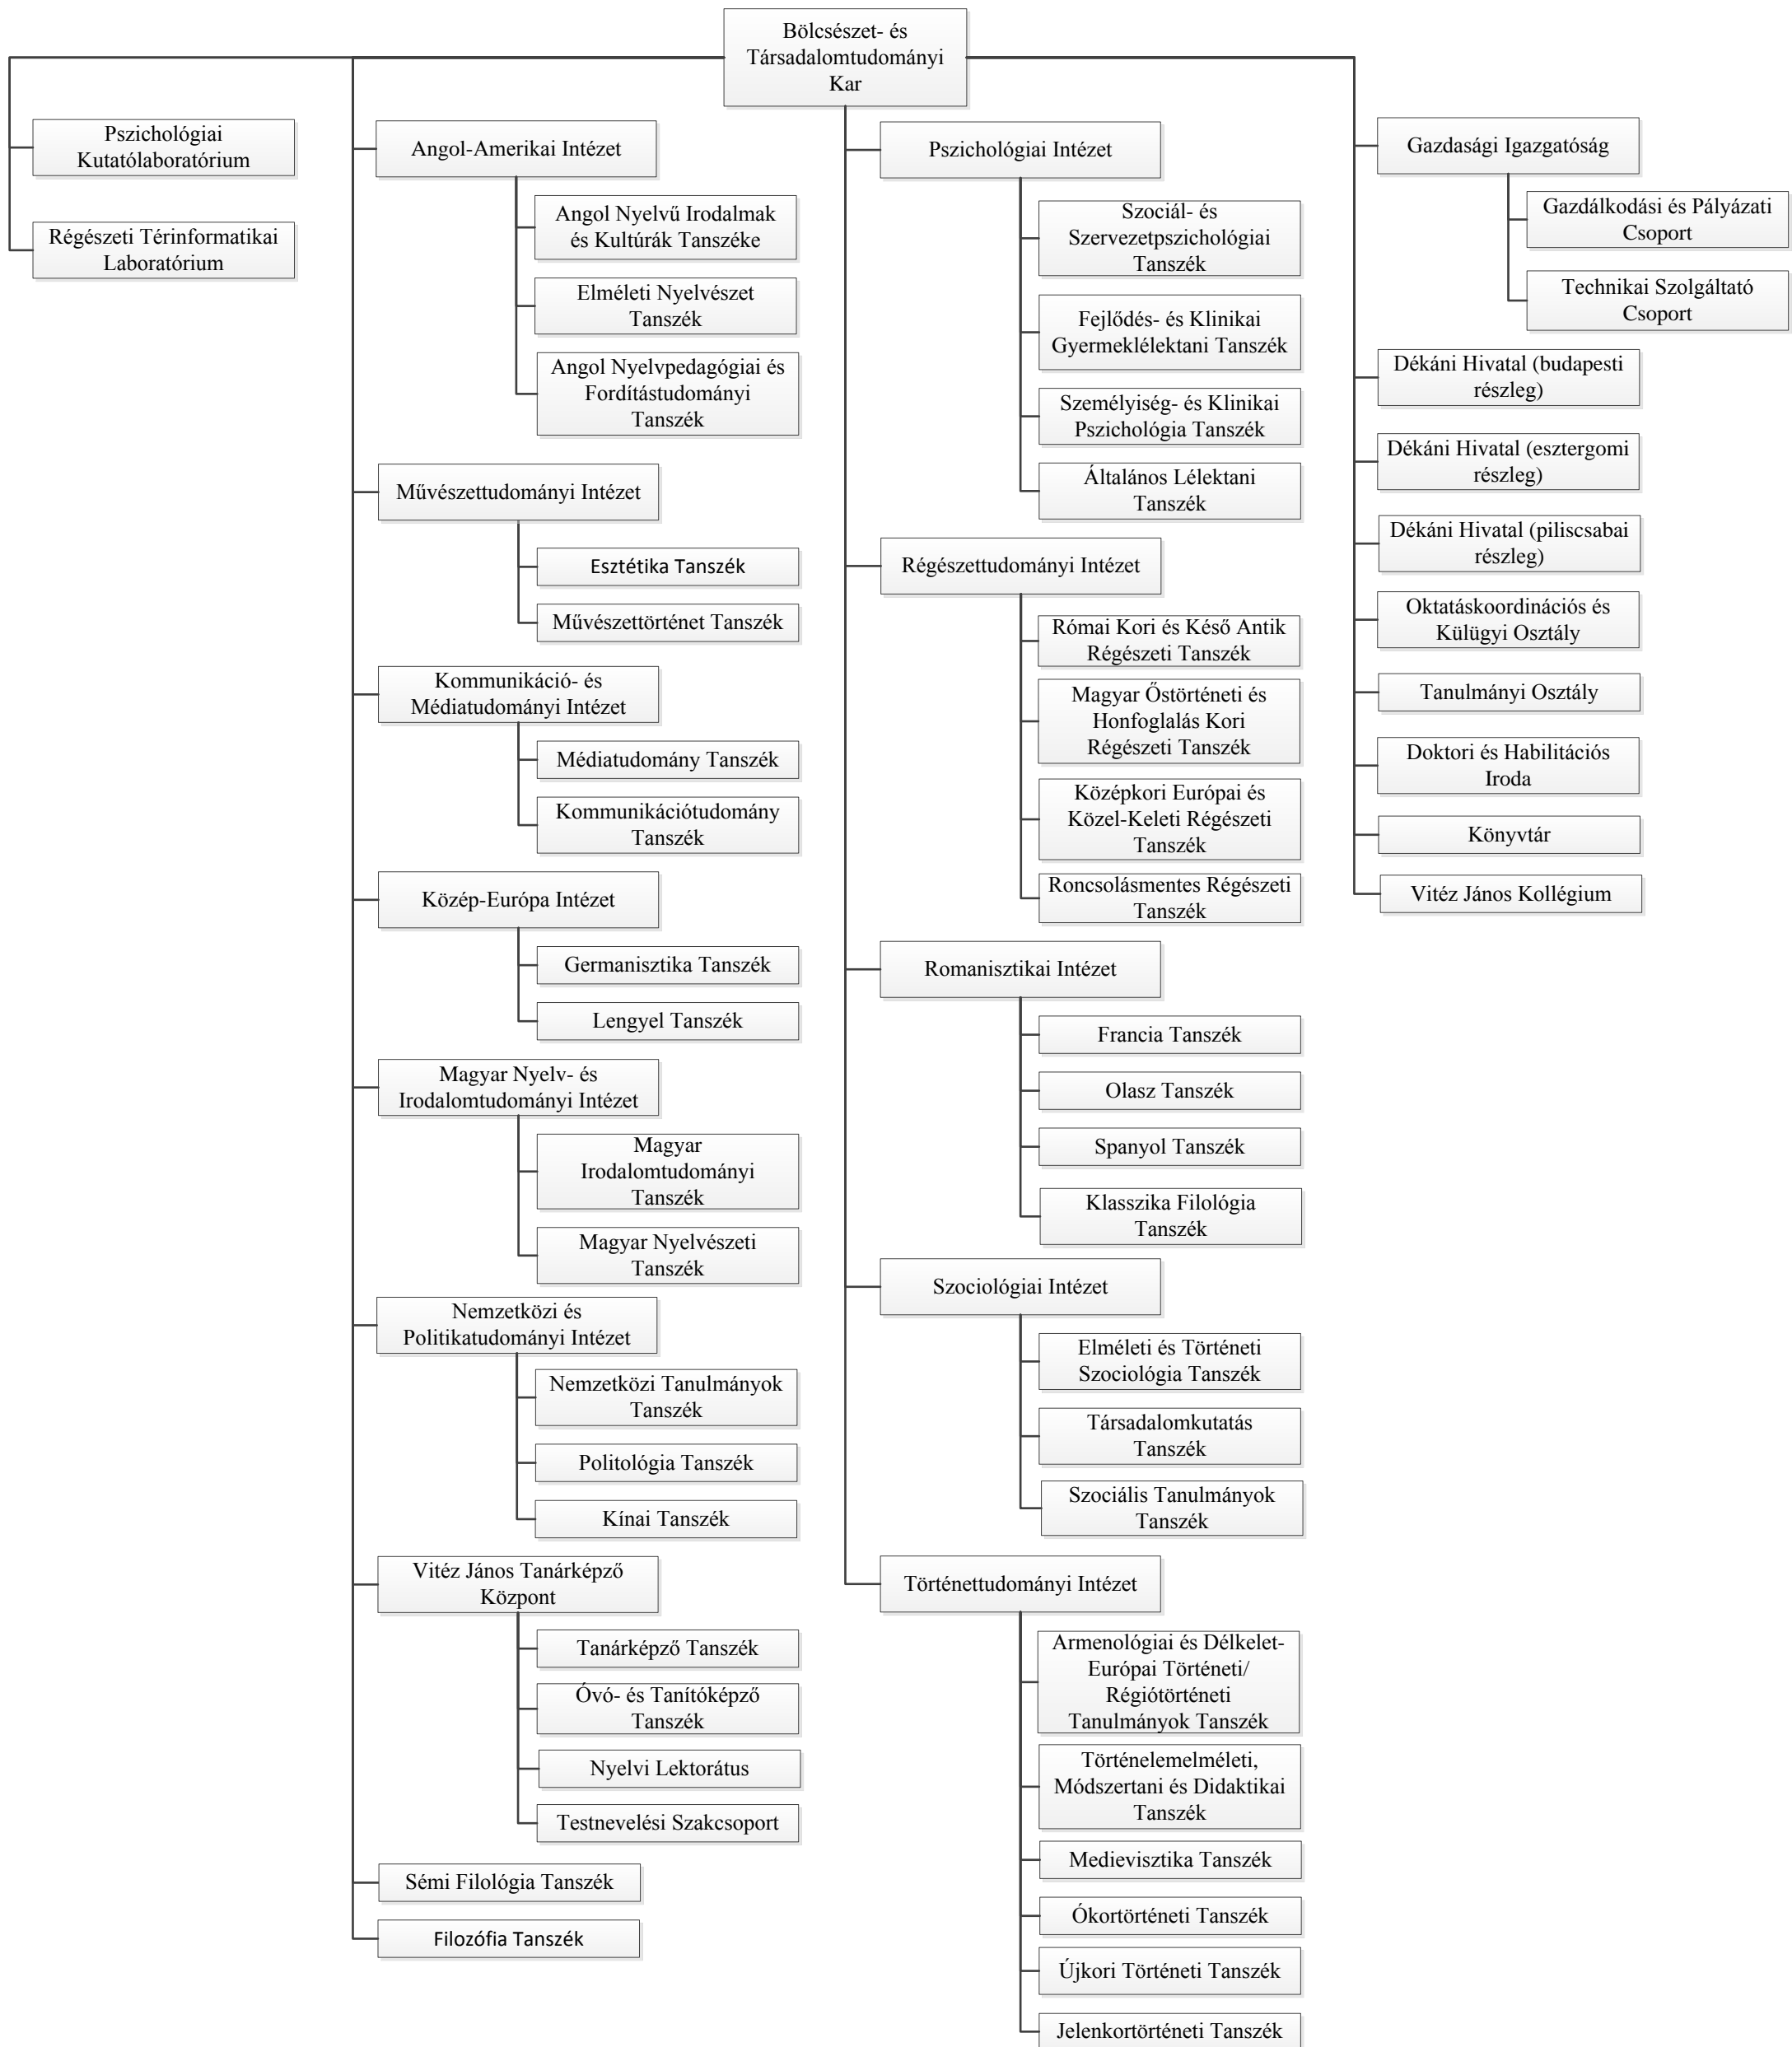 Bölcsészet- és
Társadalomtudományi
Kar
Pszichológiai
Kutatólaboratórium
Régészeti Térinformatikai
Laboratórium
Angol-Amerikai Intézet
Angol Nyelvű Irodalmak
és Kultúrák Tanszéke
Elméleti Nyelvészet
Tanszék
Angol Nyelvpedagógiai és
Fordítástudományi
Tanszék
Művészettudományi Intézet
Esztétika Tanszék
Művészettörténet Tanszék
Kommunikáció- és
Médiatudományi Intézet
Médiatudomány Tanszék
Kommunikációtudomány
Tanszék
Közép-Európa Intézet
Germanisztika Tanszék
Lengyel Tanszék
Magyar Nyelv- és
Irodalomtudományi Intézet
Magyar
Irodalomtudományi
Tanszék
Magyar Nyelvészeti
Tanszék
Nemzetközi és
Politikatudományi Intézet
Nemzetközi Tanulmányok
Tanszék
Politológia Tanszék
Kínai Tanszék
Vitéz János Tanárképző
Központ
Tanárképző Tanszék
Óvó- és Tanítóképző
Tanszék
Nyelvi Lektorátus
Testnevelési Szakcsoport
Sémi Filológia Tanszék
Filozófia Tanszék
Pszichológiai Intézet
Szociál- és
Szervezetpszichológiai
Tanszék
Fejlődés- és Klinikai
Gyermeklélektani Tanszék
Személyiség- és Klinikai
Pszichológia Tanszék
Általános Lélektani
Tanszék
Régészettudományi Intézet
Római Kori és Késő Antik
Régészeti Tanszék
Magyar Őstörténeti és
Honfoglalás Kori
Régészeti Tanszék
Középkori Európai és
Közel-Keleti Régészeti
Tanszék
Roncsolásmentes Régészeti
Tanszék
Romanisztikai Intézet
Francia Tanszék
Olasz Tanszék
Spanyol Tanszék
Klasszika Filológia
Tanszék
Szociológiai Intézet
Elméleti és Történeti
Szociológia Tanszék
Társadalomkutatás
Tanszék
Szociális Tanulmányok
Tanszék
Történettudományi Intézet
Armenológiai és Délkelet-
Európai Történeti/
Régiótörténeti
Tanulmányok Tanszék
Történelemelméleti,
Módszertani és Didaktikai
Tanszék
Medievisztika Tanszék
Ókortörténeti Tanszék
Újkori Történeti Tanszék
Jelenkortörténeti Tanszék
Gazdasági Igazgatóság
Gazdálkodási és Pályázati
Csoport
Technikai Szolgáltató
Csoport
Dékáni Hivatal (budapesti
részleg)
Dékáni Hivatal (esztergomi
részleg)
Dékáni Hivatal (piliscsabai
részleg)
Oktatáskoordinációs és
Külügyi Osztály
Tanulmányi Osztály
Doktori és Habilitációs
Iroda
Könyvtár
Vitéz János Kollégium